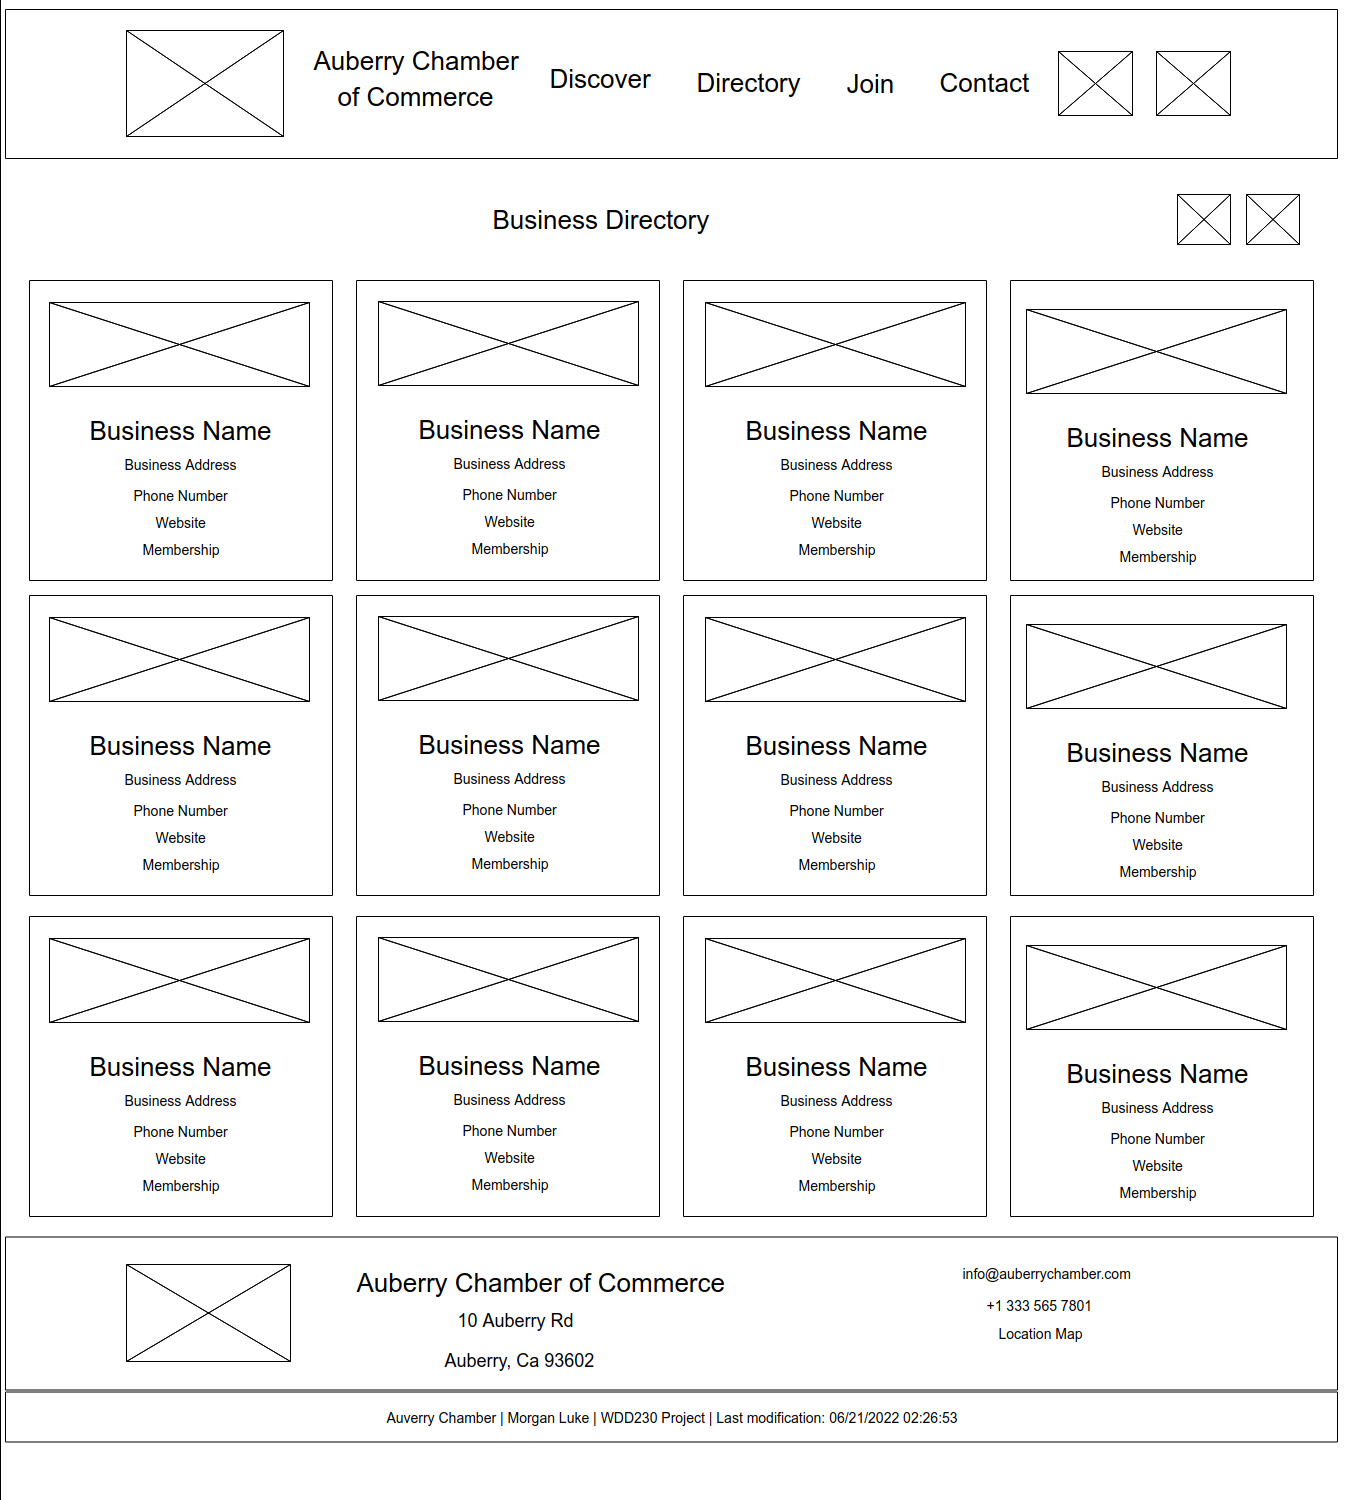 Auberry Chamber
of Commerce
Discover
Directory
Join
Contact
Business Directory
Business Name
Business Address
Phone Number
Website
Membership
Business Name
Business Address
Phone Number
Website
Membership
Business Name
Business Address
Phone Number
Website
Membership
Business Name
Business Address
Phone Number
Website
Membership
Business Name
Business Address
Phone Number
Website
Membership
Business Name
Business Address
Phone Number
Website
Membership
Business Name
Business Address
Phone Number
Website
Membership
Business Name
Business Address
Phone Number
Website
Membership
Business Name
Business Address
Phone Number
Website
Membership
Business Name
Business Address
Phone Number
Website
Membership
Business Name
Business Address
Phone Number
Website
Membership
Business Name
Business Address
Phone Number
Website
Membership
Auberry Chamber of Commerce
10 Auberry Rd
Auberry, Ca 93602
info@auberrychamber.com
+1 333 565 7801
Location Map
Auverry Chamber | Morgan Luke | WDD230 Project | Last modification: 06/21/2022 02:26:53